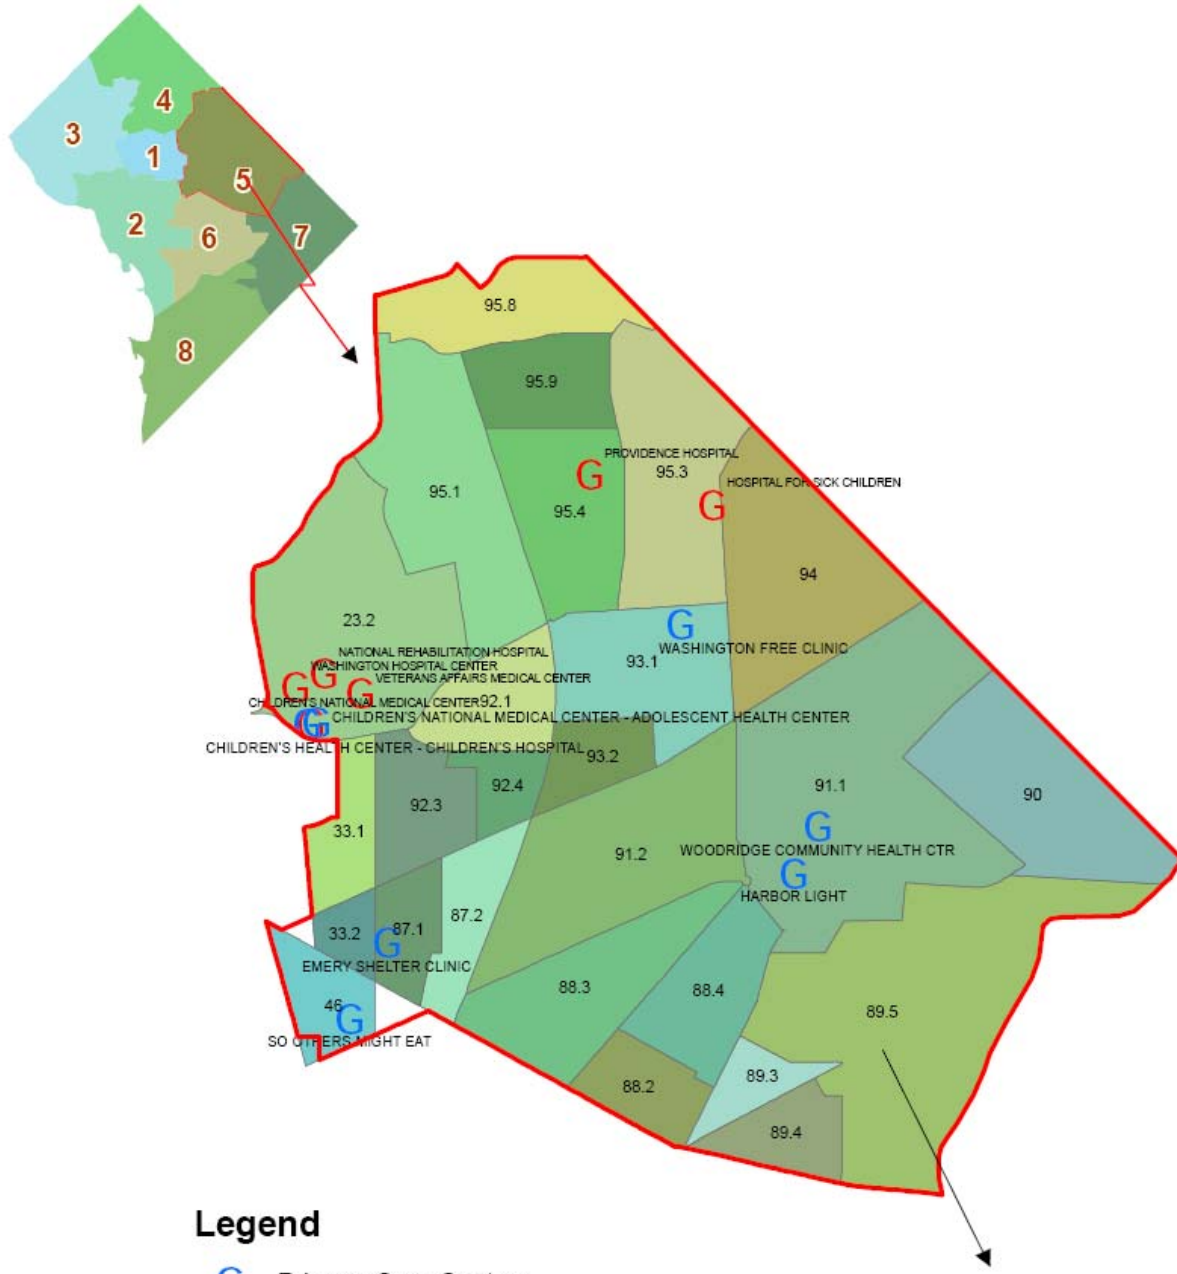 4
3
1
5
2
6
7
8
95.8
95.9
PROVIDENCE HOSPITAL
G
95.3
HOSPITAL FOR SICK CHILDREN
95.1
G
95.4
94
23.2
G
WASHINGTON FREE CLINIC
93.1
NATIONAL REHABILITATION HOSPITAL
WASHINGTON HOSPITAL CENTER
G
G
VETERANS AFFAIRS MEDICAL CENTER
G
CHILDREN'S NATIONAL MEDICAL CENTER
92.1
G
G
CHILDREN'S NATIONAL MEDICAL CENTER - ADOLESCENT HEALTH CENTER
CHILDREN'S HEALTH CENTER - CHILDREN'S HOSPITAL
93.2
92.4
91.1
90
92.3
33.1
G
91.2
WOODRIDGE COMMUNITY HEALTH CTR
G
HARBOR LIGHT
87.2
33.2
87.1
G
EMERY SHELTER CLINIC
88.3
88.4
46
G
89.5
SO OTHERS MIGHT EAT
89.3
88.2
89.4
Legend